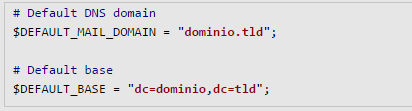 # Default DNS domain
$DEFAULT_MAIL_DOMAIN = "dominio.tld";
# Default base
$DEFAULT_BASE = "dc=dominio,dc=tld";